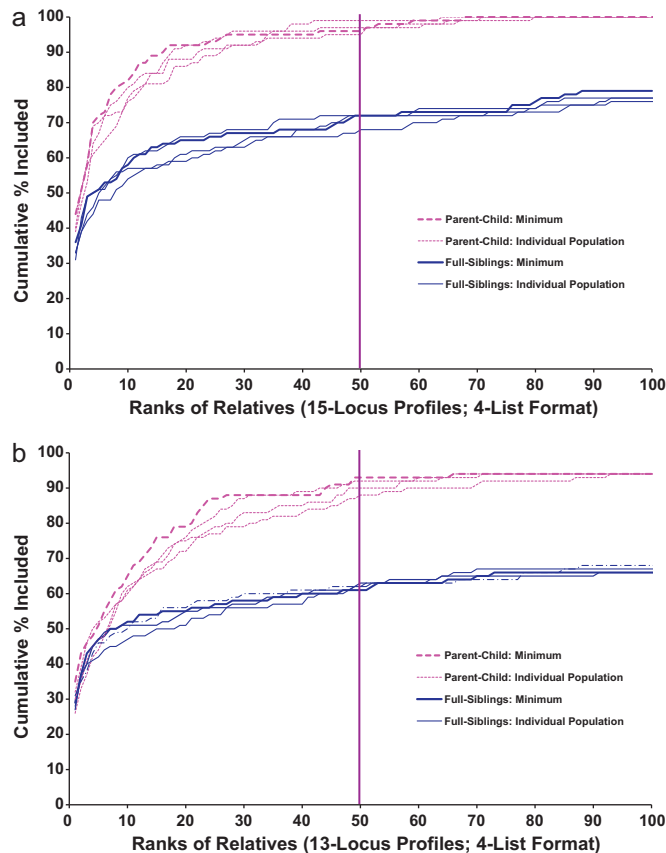 a
100
90
80
70
60
50
40
30
20
10
0
Cumulative % Included
Parent-Child: Minimum
Parent-Child: Individual Population
Full-Siblings: Minimum
Full-Siblings: Individual Population
0 10 20 30 40 50 60 70 80 90 100
Ranks of Relatives (15-Locus Profiles; 4-List Format)
b
100
90
80
70
60
50
40
30
20
10
0
Cumulative % Included
Parent-Child: Minimum
Parent-Child: Individual Population
Full-Siblings: Minimum
Full-Siblings: Individual Population
0 10 20 30 40 50 60 70 80 90 100
Ranks of Relatives (13-Locus Profiles; 4-List Format)